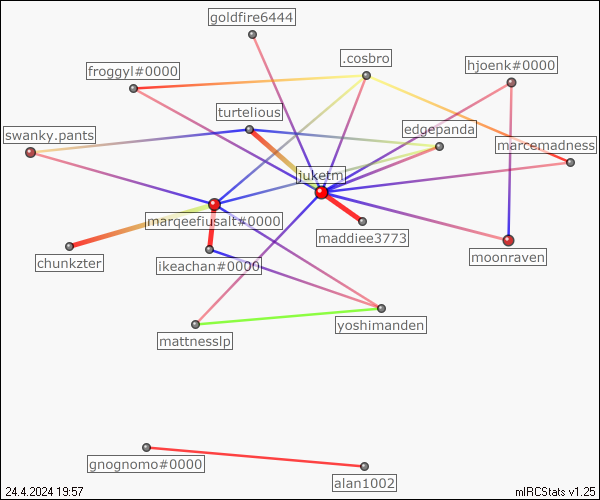 goldfire6444
.cosbro
hjoenk#0000
froggyl#0000
turtelious
edgepanda
swanky.pants
marcemadness
juketm
marqeefiusalt#0000
maddiee3773
chunkzter
ikeachan#0000
moonraven
yoshimanden
mattnesslp
gnognomo#0000
alan1002
24.4.2024 19:57
mIRCStats v1.25